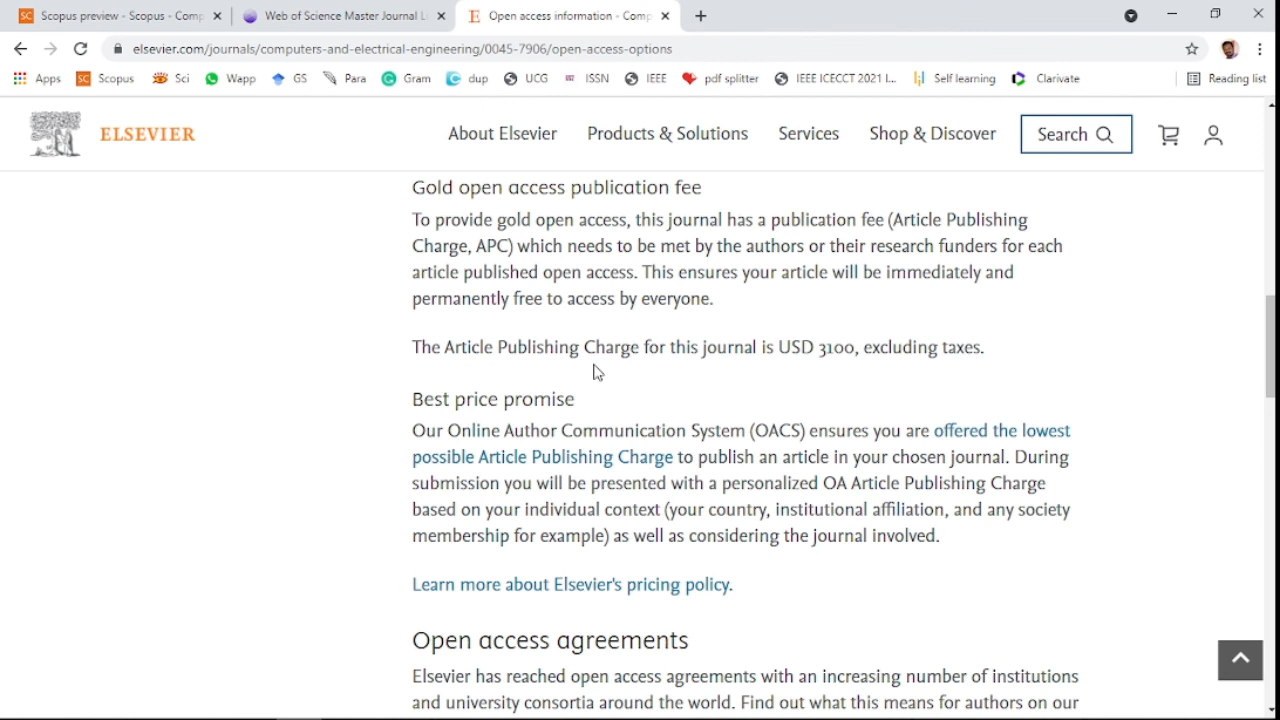 Scopus preview - Scopus - Comp
Web of Science Master Journal L
Open access information - Comp
elsevier.com/journals/computers-and-electrical-engineering/0045-7906/open-access-options
Apps Scopus Sci Wapp GS Para Gram dup UCG ISSN IEEE pdf splitter IEEE ICECCT 2021 I... Self learning Clarivate Reading list
ELSEVIER About Elsevier Products & Solutions Services Shop & Discover Search
Gold open access publication fee
To provide gold open access, this journal has a publication fee (Article Publishing
Charge, APC) which needs to be met by the authors or their research funders for each
article published open access. This ensures your article will be immediately and
permanently free to access by everyone.
The Article Publishing Charge for this journal is USD 3100, excluding taxes.
Best price promise
Our Online Author Communication System (OACS) ensures you are offered the lowest
possible Article Publishing Charge to publish an article in your chosen journal. During
submission you will be presented with a personalized OA Article Publishing Charge
based on your individual context (your country, institutional affiliation, and any society
membership for example) as well as considering the journal involved.
Learn more about Elsevier's pricing policy.
Open access agreements
Elsevier has reached open access agreements with an increasing number of institutions
and university consortia around the world. Find out what this means for authors on our